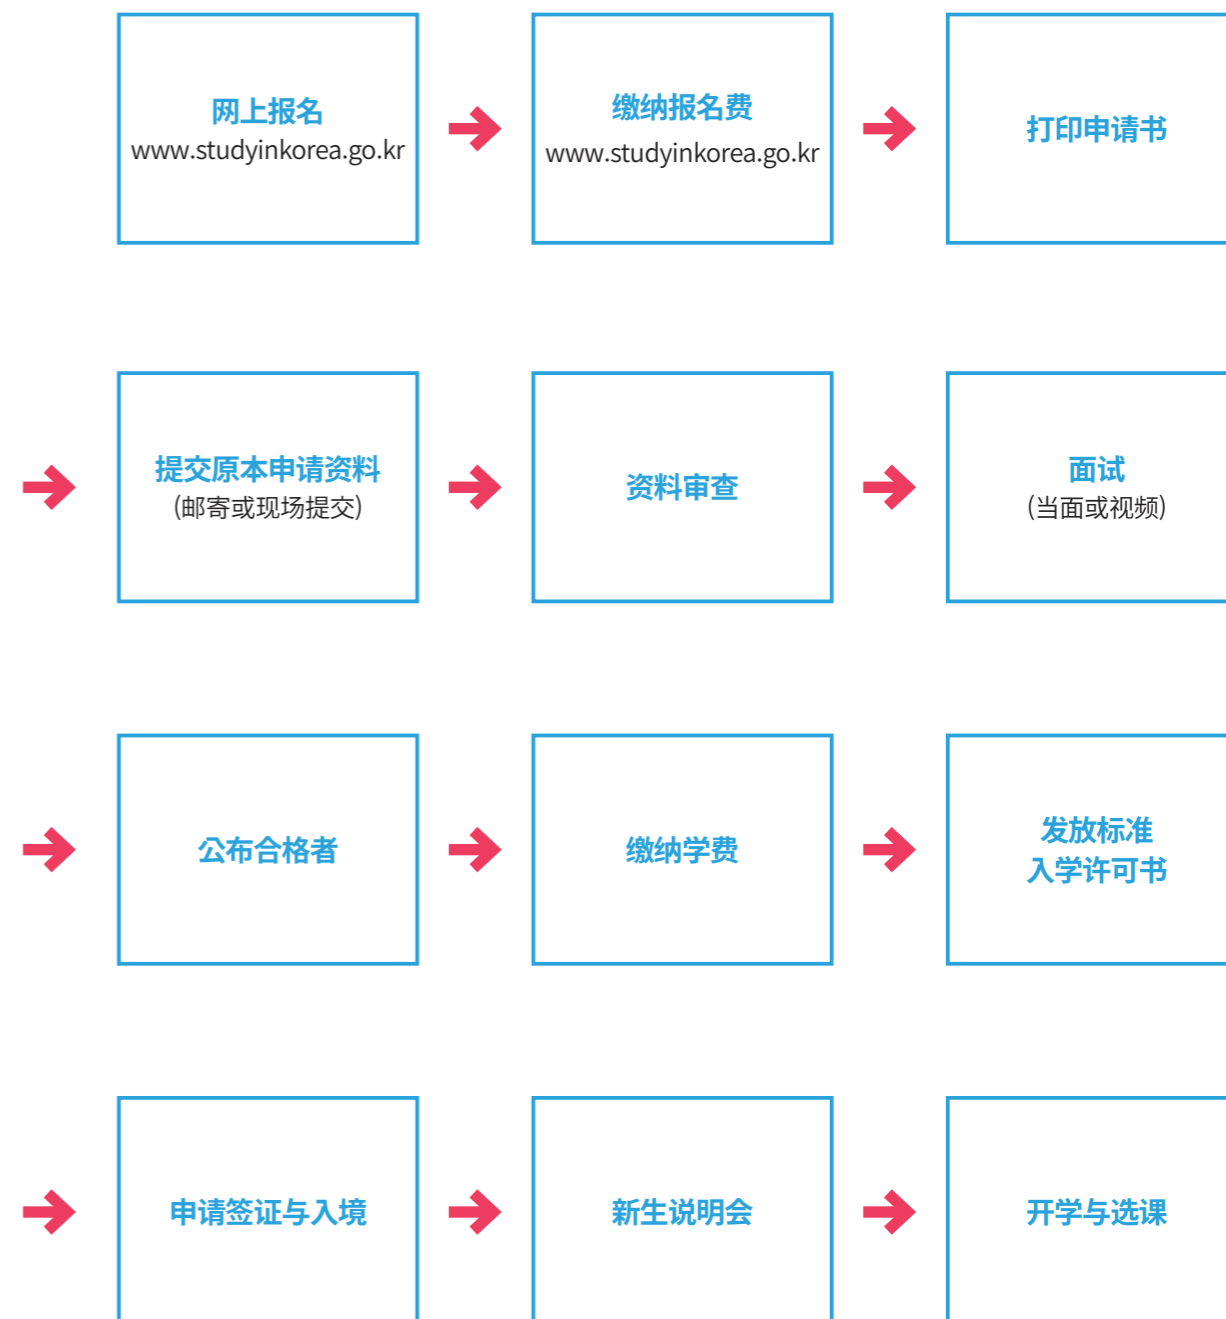 网上报名
www.studyinkorea.go.kr
缴纳报名费
www.studyinkorea.go.kr
打印申请书
提交原本申请资料
(邮寄或现场提交)
资料审查
面试
(当面或视频)
公布合格者
缴纳学费
发放标准
入学许可书
申请签证与入境
新生说明会
开学与选课